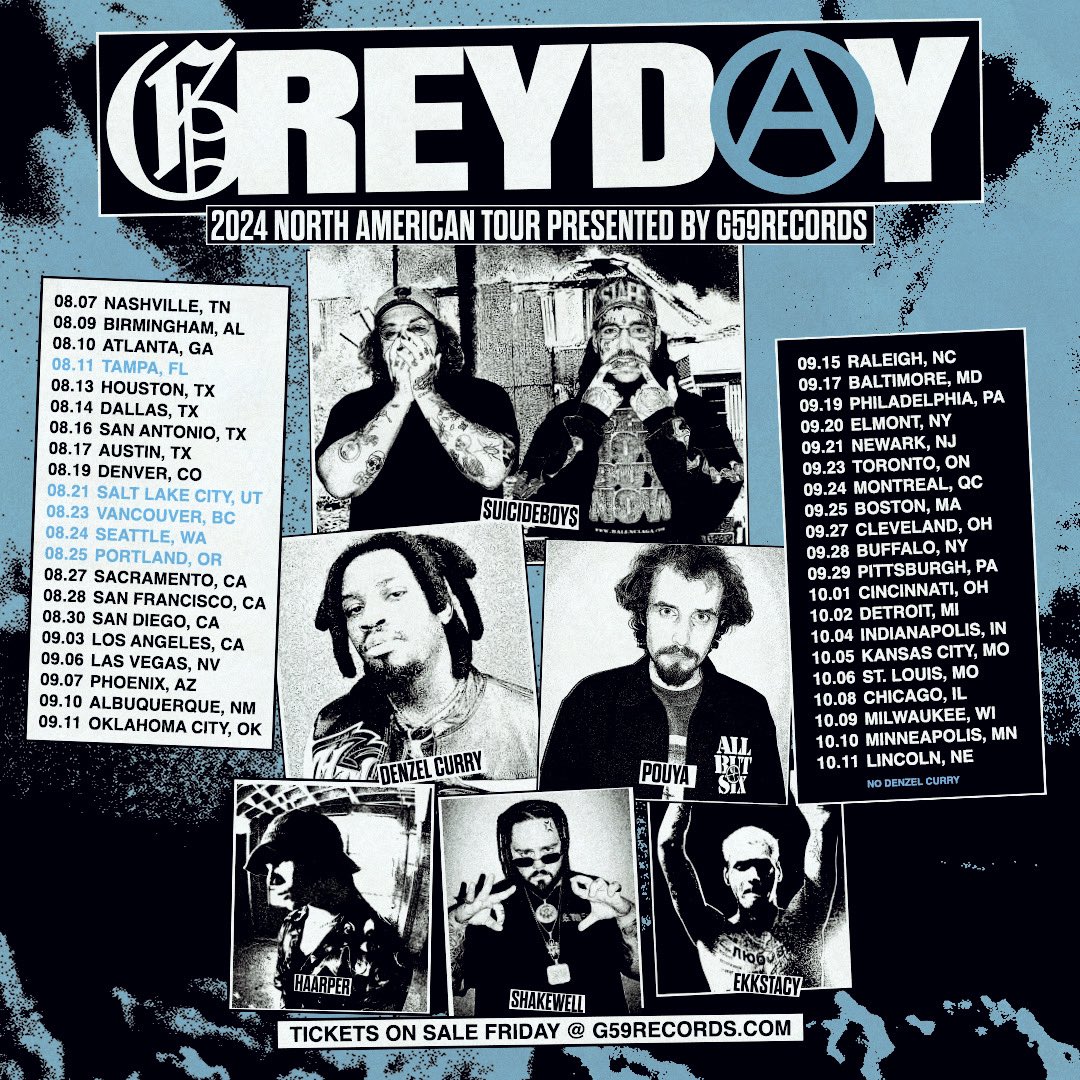 GREYDAY
2024 NORTH AMERICAN TOUR PRESENTED BY G59RECORDS
08.07 NASHVILLE, TN
08.09 BIRMINGHAM, AL
08.10 ATLANTA, GA
08.11 TAMPA, FL
08.13 HOUSTON, TX
08.14 DALLAS, TX
08.16 SAN ANTONIO, TX
08.17 AUSTIN, TX
08.19 DENVER, CO
08.21 SALT LAKE CITY, UT
08.23 VANCOUVER, BC
08.24 SEATTLE, WA
08.25 PORTLAND, OR
08.27 SACRAMENTO, CA
08.28 SAN FRANCISCO, CA
08.30 SAN DIEGO, CA
09.03 LOS ANGELES, CA
09.06 LAS VEGAS, NV
09.07 PHOENIX, AZ
09.10 ALBUQUERQUE, NM
09.11 OKLAHOMA CITY, OK
STAFF
WWW.BALENCIAGA.COM
SUICIDEBOYS
DENZEL CURRY
ALL
BUT
SIX
POUYA
09.15 RALEIGH, NC
09.17 BALTIMORE, MD
09.19 PHILADELPHIA, PA
09.20 ELMONT, NY
09.21 NEWARK, NJ
09.23 TORONTO, ON
09.24 MONTREAL, QC
09.25 BOSTON, MA
09.27 CLEVELAND, OH
09.28 BUFFALO, NY
09.29 PITTSBURGH, PA
10.01 CINCINNATI, OH
10.02 DETROIT, MI
10.04 INDIANAPOLIS, IN
10.05 KANSAS CITY, MO
10.06 ST. LOUIS, MO
10.08 CHICAGO, IL
10.09 MILWAUKEE, WI
10.10 MINNEAPOLIS, MN
10.11 LINCOLN, NE
NO DENZEL CURRY
HAARPER
SHAKEWELL
ЛЮБО
EKKSTACY
TICKETS ON SALE FRIDAY @ G59RECORDS.COM